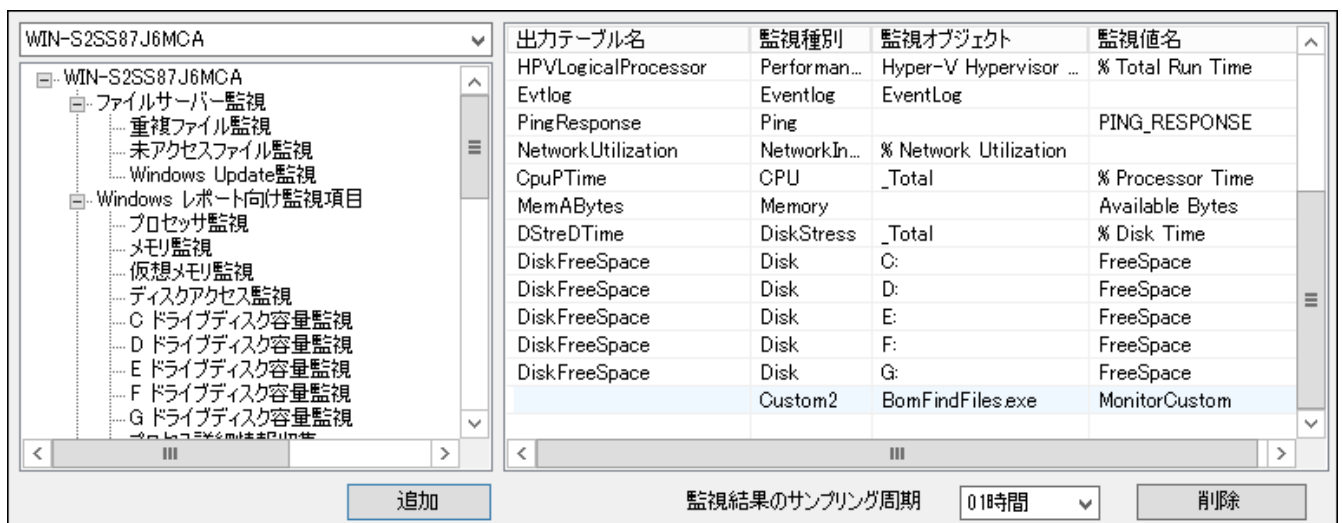 WIN-S2SS87J6MCA
WIN-S2SS87J6MCA
ファイルサーバー監視
重複ファイル監視
未アクセスファイル監視
Windows Update監視
Windows レポート向け監視項目
プロセッサ監視
メモリ監視
仮想メモリ監視
ディスクアクセス監視
C ドライブディスク容量監視
D ドライブディスク容量監視
E ドライブディスク容量監視
F ドライブディスク容量監視
G ドライブディスク容量監視
追加
出力テーブル名 監視種別 監視オブジェクト 監視値名
HPVLogicalProcessor Performan... Hyper-V Hypervisor ... % Total Run Time
Evtlog Eventlog EventLog
PingResponse Ping PING_RESPONSE
NetworkUtilization NetworkIn... % Network Utilization
CpuPTime CPU _Total % Processor Time
MemABytes Memory Available Bytes
DStreDTime DiskStress _Total % Disk Time
DiskFreeSpace Disk C: FreeSpace
DiskFreeSpace Disk D: FreeSpace
DiskFreeSpace Disk E: FreeSpace
DiskFreeSpace Disk F: FreeSpace
DiskFreeSpace Disk G: FreeSpace
Custom2 BomFindFiles.exe MonitorCustom
監視結果のサンプリング周期 01時間 削除